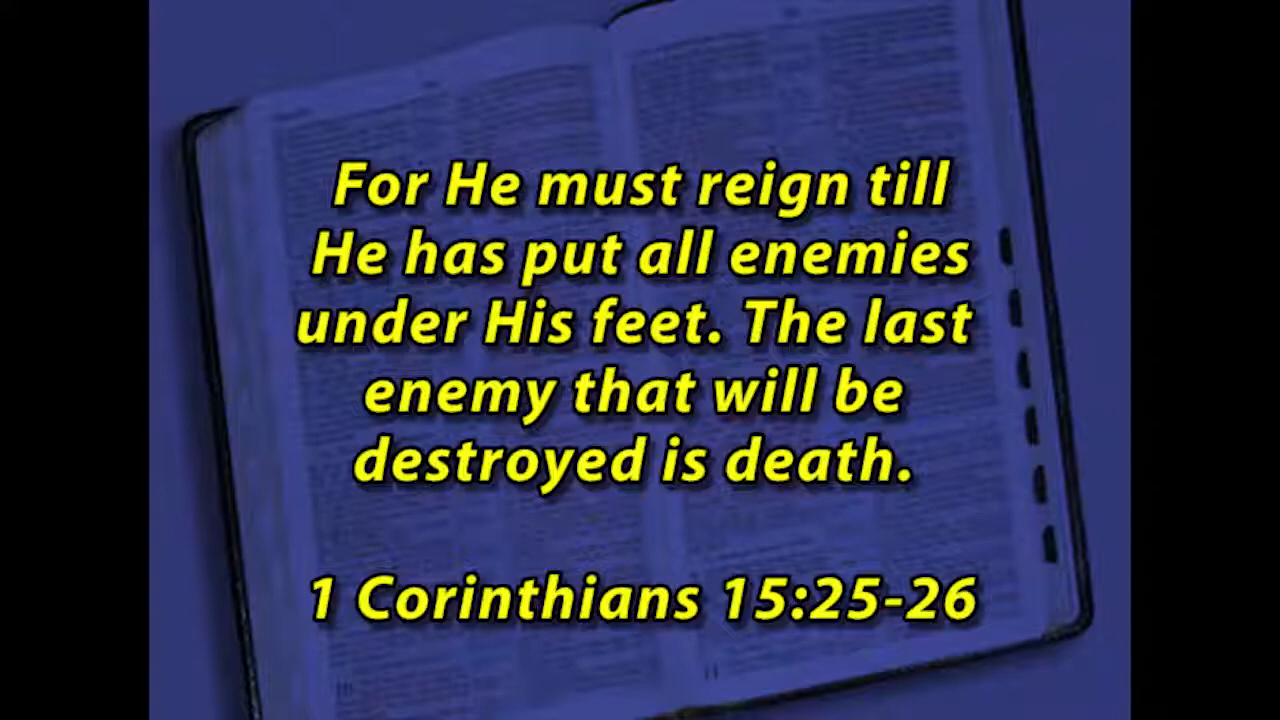 For He must reign till
He has put all enemies
under His feet. The last
enemy that will be
destroyed is death.
1 Corinthians 15:25-26